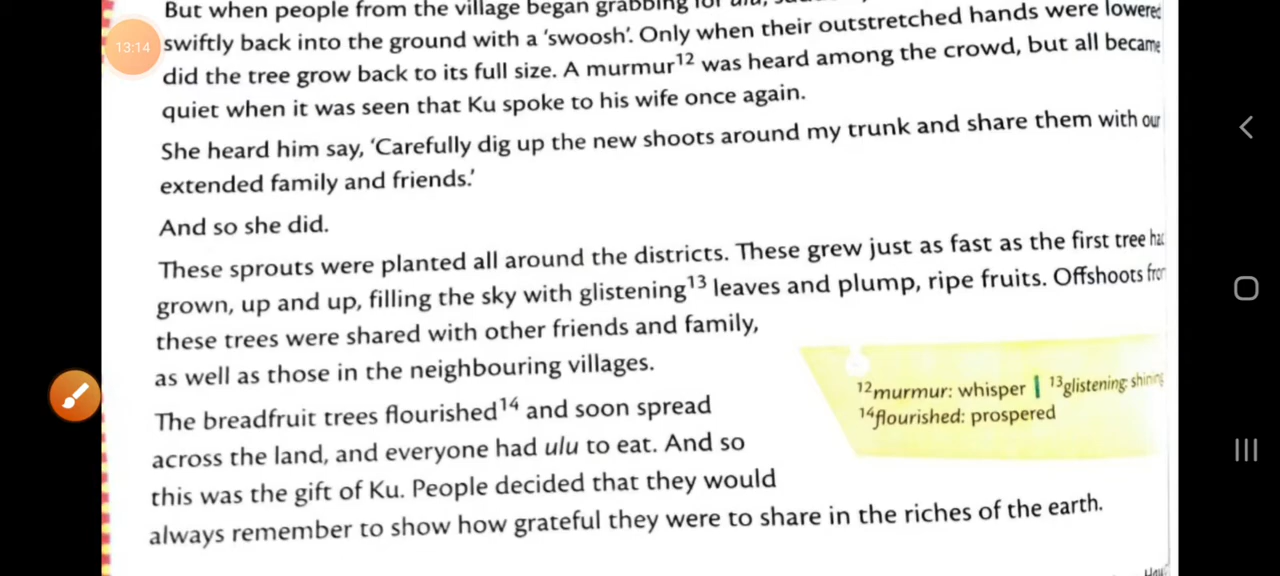 But when people from the village began grabbing for ulu,
13:14
swiftly back into the ground with a ‘swoosh’. Only when their outstretched hands were lowered
did the tree grow back to its full size. A murmur¹² was heard among the crowd, but all became
quiet when it was seen that Ku spoke to his wife once again.
She heard him say, ‘Carefully dig up the new shoots around my trunk and share them with our
extended family and friends.’
And so she did.
These sprouts were planted all around the districts. These grew just as fast as the first tree had
grown, up and up, filling the sky with glistening¹³ leaves and plump, ripe fruits. Offshoots from
these trees were shared with other friends and family,
as well as those in the neighbouring villages.
¹²murmur: whisper | ¹³glistening: shining
¹⁴flourished: prospered
The breadfruit trees flourished¹⁴ and soon spread
across the land, and everyone had ulu to eat. And so
this was the gift of Ku. People decided that they would
always remember to show how grateful they were to share in the riches of the earth.